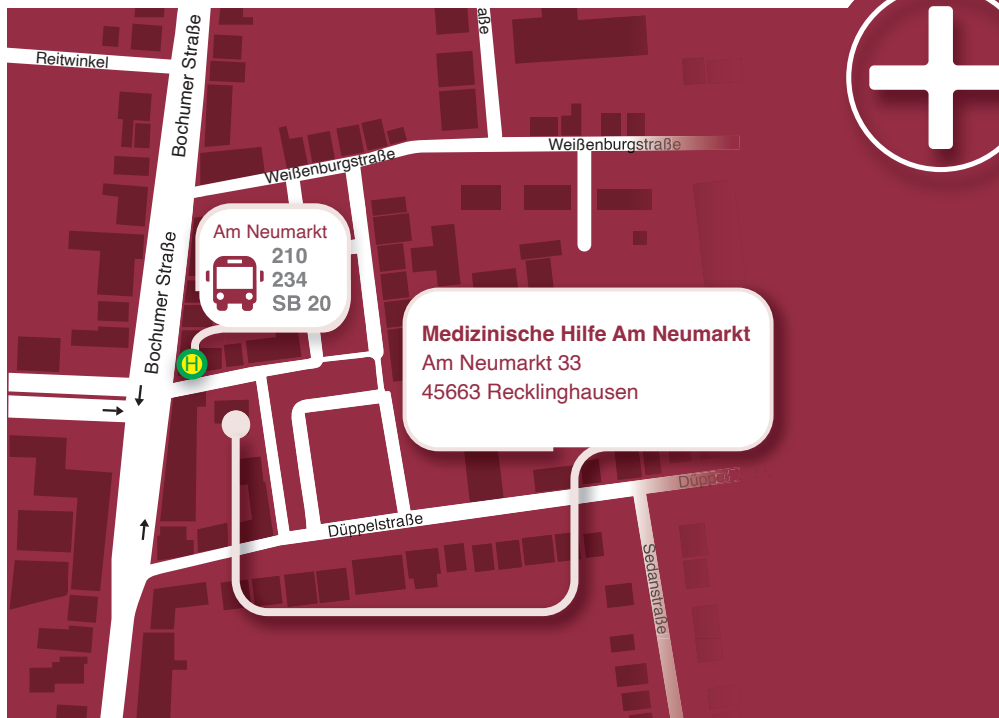 aße
Reitwinkel
Bochumer Straße
Weißenburgstraße
Weißenburgstraße
Am Neumarkt
210
234
SB 20
Bochumer Straße
H
Medizinische Hilfe Am Neumarkt
Am Neumarkt 33
45663 Recklinghausen
Düppelstraße
Sedanstraße